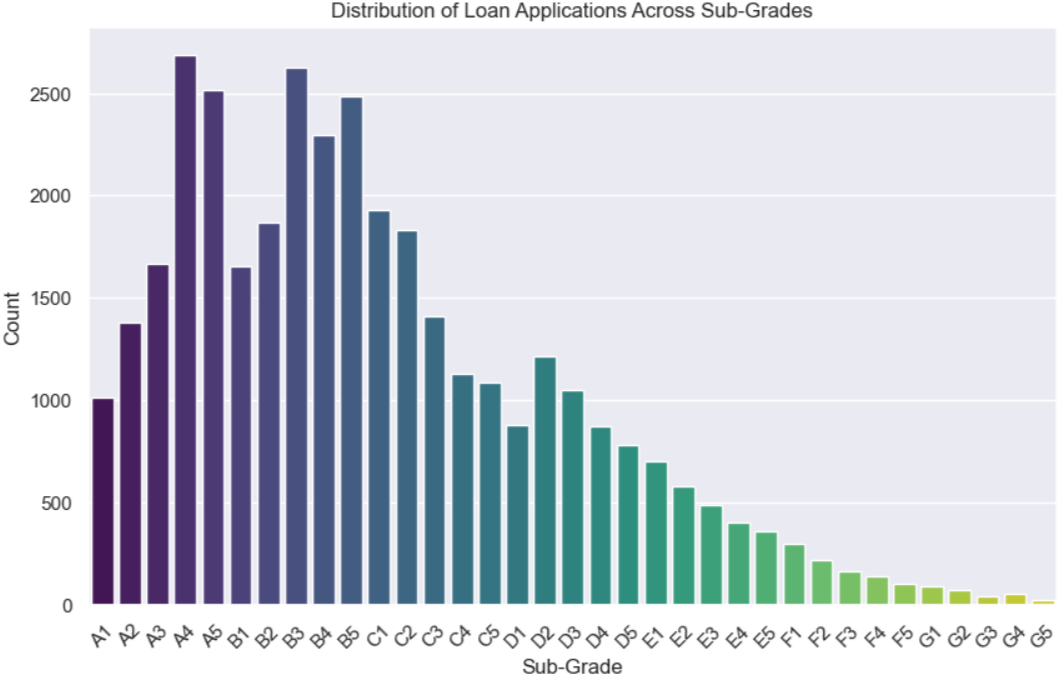 Distribution of Loan Applications Across Sub-Grades
Count
2500
2000
1500
1000
500
0
A1 A2 A3 A4 A5 B1 B2 B3 B4 B5 C1 C2 C3 C4 C5 D1 D2 D3 D4 D5 E1 E2 E3 E4 E5 F1 F2 F3 F4 F5 G1 G2 G3 G4 G5
Sub-Grade